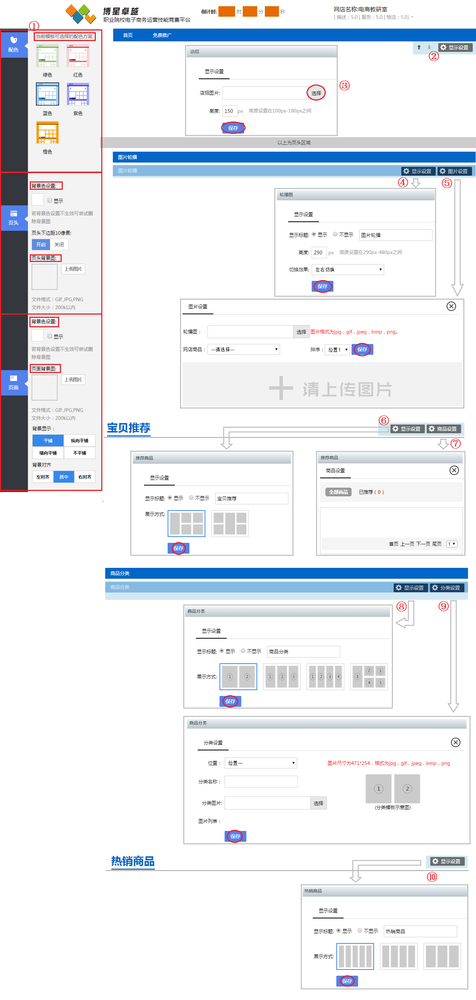 博星卓越
职业院校电子商务运营技能竞赛平台
倒计时: 时 分 秒
网店名称:电商教研室
[ 描述：5.0 | 服务：5.0 | 物流：5.0]
①
配色
当前模板可选择的配色方案
绿色 红色
蓝色 紫色
橙色
首页 免费推广
显示设置
②
店招
显示设置
③
店招图片: 选择
高度: 150 px 高度设置在100px-180px之间
保存
以上为页头区域
页头
背景色设置:
显示
若背景色设置不生效可尝试删
除背景图
页头下边距10像素:
开启 关闭
页头背景图:
上传图片
文件格式：GIF,JPG,PNG
文件大小：200k以内
图片轮播
图片轮播 显示设置 图片设置
④ ⑤
轮播图
显示设置
显示标题: 显示 不显示 图片轮播
高度: 290 px 高度设置在290px-480px之间
切换效果: 左右切换
保存
图片设置
轮播图： 选择 图片格式为jpg，gif，jpeg，bmp，png。
网店商品： ---请选择--- 排序： 位置1 保存
请上传图片
页面
背景色设置:
显示
若背景色设置不生效可尝试删
除背景图
页面背景图:
上传图片
文件格式：GIF,JPG,PNG
文件大小：200k以内
背景显示：
平铺 纵向平铺
横向平铺 不平铺
背景对齐
左对齐 居中 右对齐
宝贝推荐
⑥
显示设置 商品设置
⑦
推荐商品
显示设置
显示标题: 显示 不显示 宝贝推荐
展示方式:
保存
推荐商品
商品设置
全部商品 已推荐（0）
首页 上一页 下一页 尾页 1
商品分类
商品分类 显示设置 分类设置
⑧ ⑨
商品分类
显示设置
显示标题: 显示 不显示 商品分类
展示方式: ① ② ① ② ③ ① ② ③ ④ ① ② ③ ④ ⑤
保存
商品分类
分类设置
位置： 位置一 图片尺寸为471*254，格式为jpg，gif，jpeg，bmp，png
分类名称：
① ②
分类图片: 选择 (分类模板示意图)
图片列表：
保存
热销商品
显示设置
⑩
热销商品
显示设置
显示标题: 显示 不显示 热销商品
展示方式:
保存